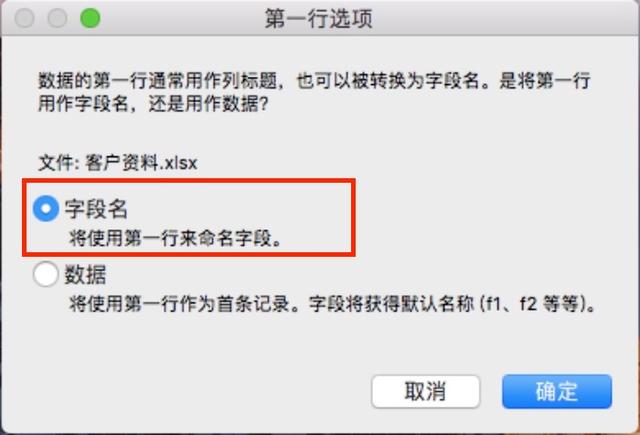 第一行选项
数据的第一行通常用作列标题，也可以被转换为字段名。是将第一行
用作字段名，还是用作数据?
文件: 客户资料.xlsx
字段名
将使用第一行来命名字段。
数据
将使用第一行作为首条记录。字段将获得默认名称 (f1、f2 等等)。
取消
确定